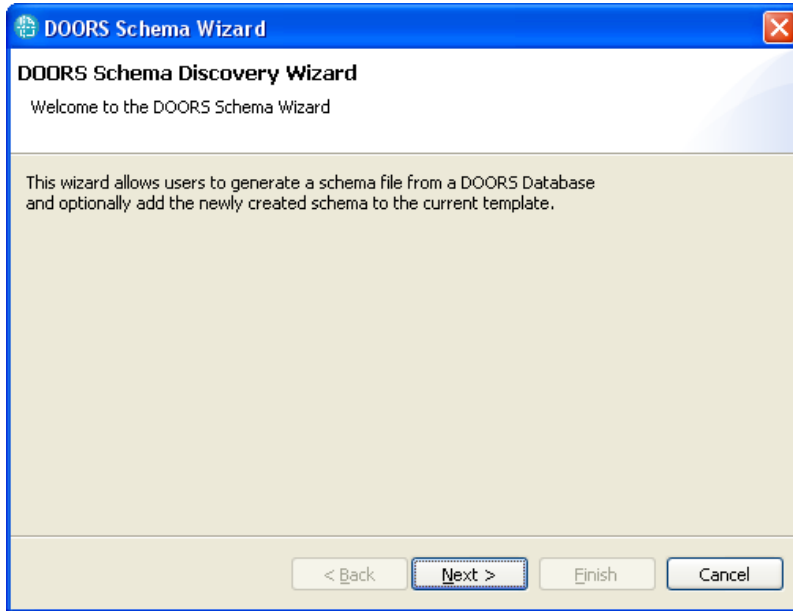 DOORS Schema Wizard
DOORS Schema Discovery Wizard
Welcome to the DOORS Schema Wizard
This wizard allows users to generate a schema file from a DOORS Database
and optionally add the newly created schema to the current template.
< Back Next > Finish Cancel